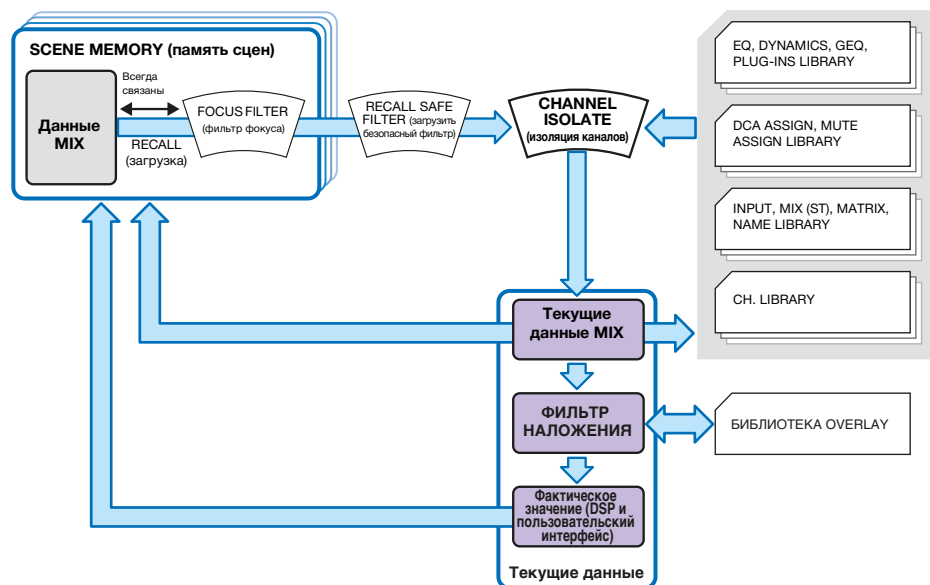 SCENE MEMORY (память сцен)
Данные
MIX
Всегда
связаны
RECALL
(загрузка)
FOCUS FILTER
(фильтр фокуса)
RECALL SAFE
FILTER (загрузить
безопасный фильтр)
CHANNEL
ISOLATE
(изоляция каналов)
EQ, DYNAMICS, GEQ,
PLUG-INS LIBRARY
DCA ASSIGN, MUTE
ASSIGN LIBRARY
INPUT, MIX (ST), MATRIX,
NAME LIBRARY
CH. LIBRARY
Текущие
данные MIX
ФИЛЬТР
НАЛОЖЕНИЯ
БИБЛИОТЕКА OVERLAY
Фактическое
значение (DSP и
пользовательский
интерфейс)
Текущие данные